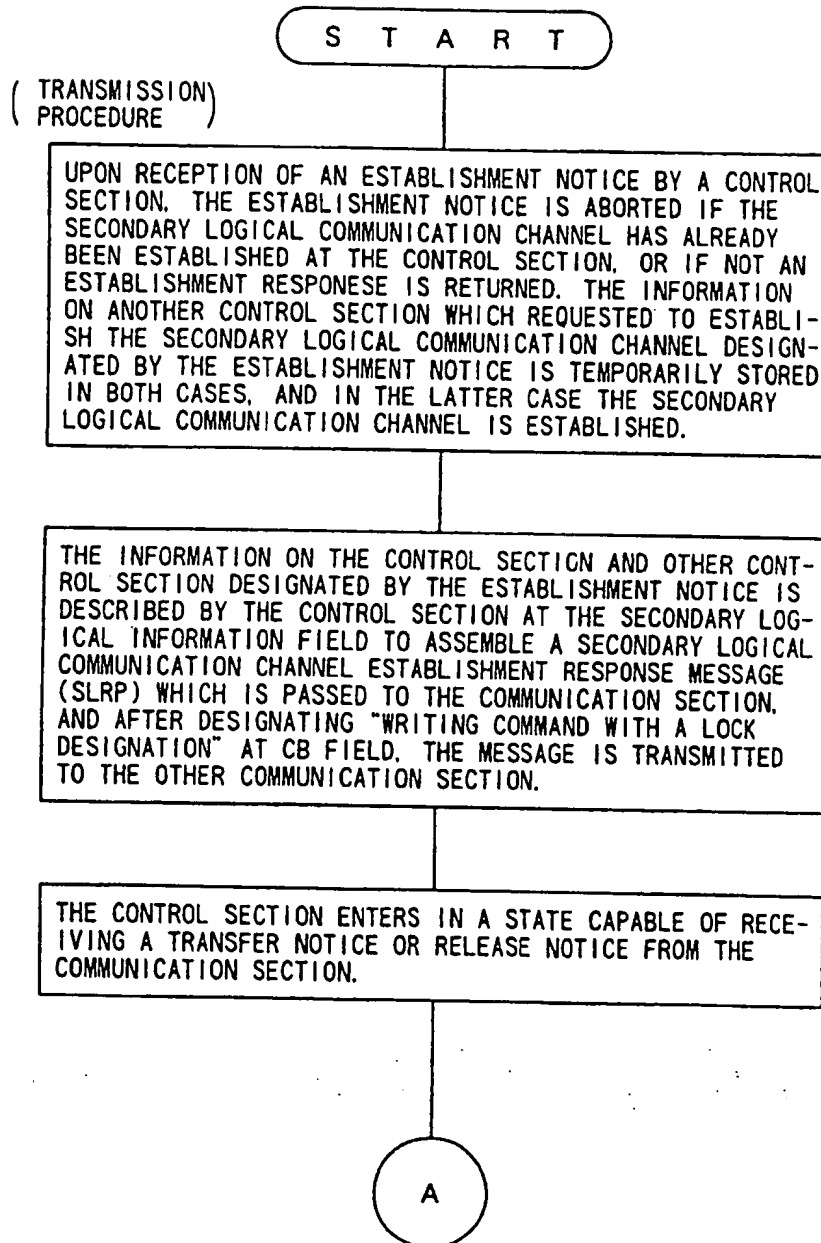 S T A R T
( TRANSMISSION
PROCEDURE )
UPON RECEPTION OF AN ESTABLISHMENT NOTICE BY A CONTROL
SECTION, THE ESTABLISHMENT NOTICE IS ABORTED IF THE
SECONDARY LOGICAL COMMUNICATION CHANNEL HAS ALREADY
BEEN ESTABLISHED AT THE CONTROL SECTION, OR IF NOT AN
ESTABLISHMENT RESPONESE IS RETURNED. THE INFORMATION
ON ANOTHER CONTROL SECTION WHICH REQUESTED TO ESTABLI-
SH THE SECONDARY LOGICAL COMMUNICATION CHANNEL DESIGN-
ATED BY THE ESTABLISHMENT NOTICE IS TEMPORARILY STORED
IN BOTH CASES, AND IN THE LATTER CASE THE SECONDARY
LOGICAL COMMUNICATION CHANNEL IS ESTABLISHED.
THE INFORMATION ON THE CONTROL SECTION AND OTHER CONT-
ROL SECTION DESIGNATED BY THE ESTABLISHMENT NOTICE IS
DESCRIBED BY THE CONTROL SECTION AT THE SECONDARY LOG-
ICAL INFORMATION FIELD TO ASSEMBLE A SECONDARY LOGICAL
COMMUNICATION CHANNEL ESTABLISHMENT RESPONSE MESSAGE
(SLRP) WHICH IS PASSED TO THE COMMUNICATION SECTION,
AND AFTER DESIGNATING "WRITING COMMAND WITH A LOCK
DESIGNATION" AT CB FIELD, THE MESSAGE IS TRANSMITTED
TO THE OTHER COMMUNICATION SECTION.
THE CONTROL SECTION ENTERS IN A STATE CAPABLE OF RECE-
IVING A TRANSFER NOTICE OR RELEASE NOTICE FROM THE
COMMUNICATION SECTION.
A